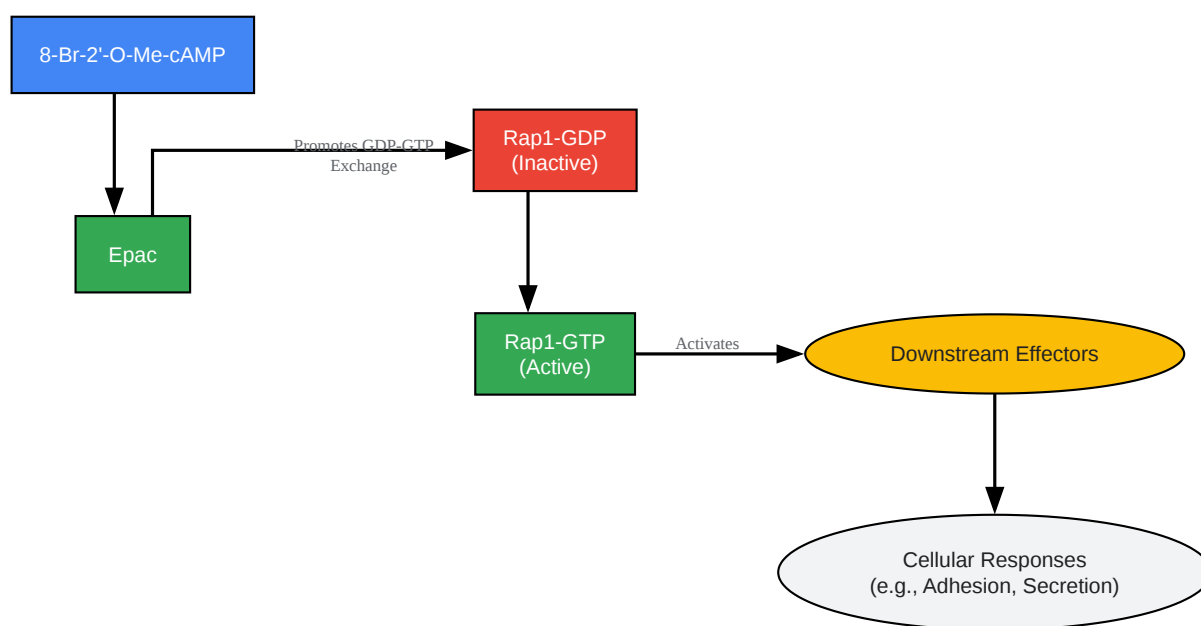 8-Br-2'-O-Me-cAMP
Promotes GDP-GTP
Exchange
Rap1-GDP
(Inactive)
Epac
Rap1-GTP
(Active)
Activates
Downstream Effectors
Cellular Responses
(e.g., Adhesion, Secretion)